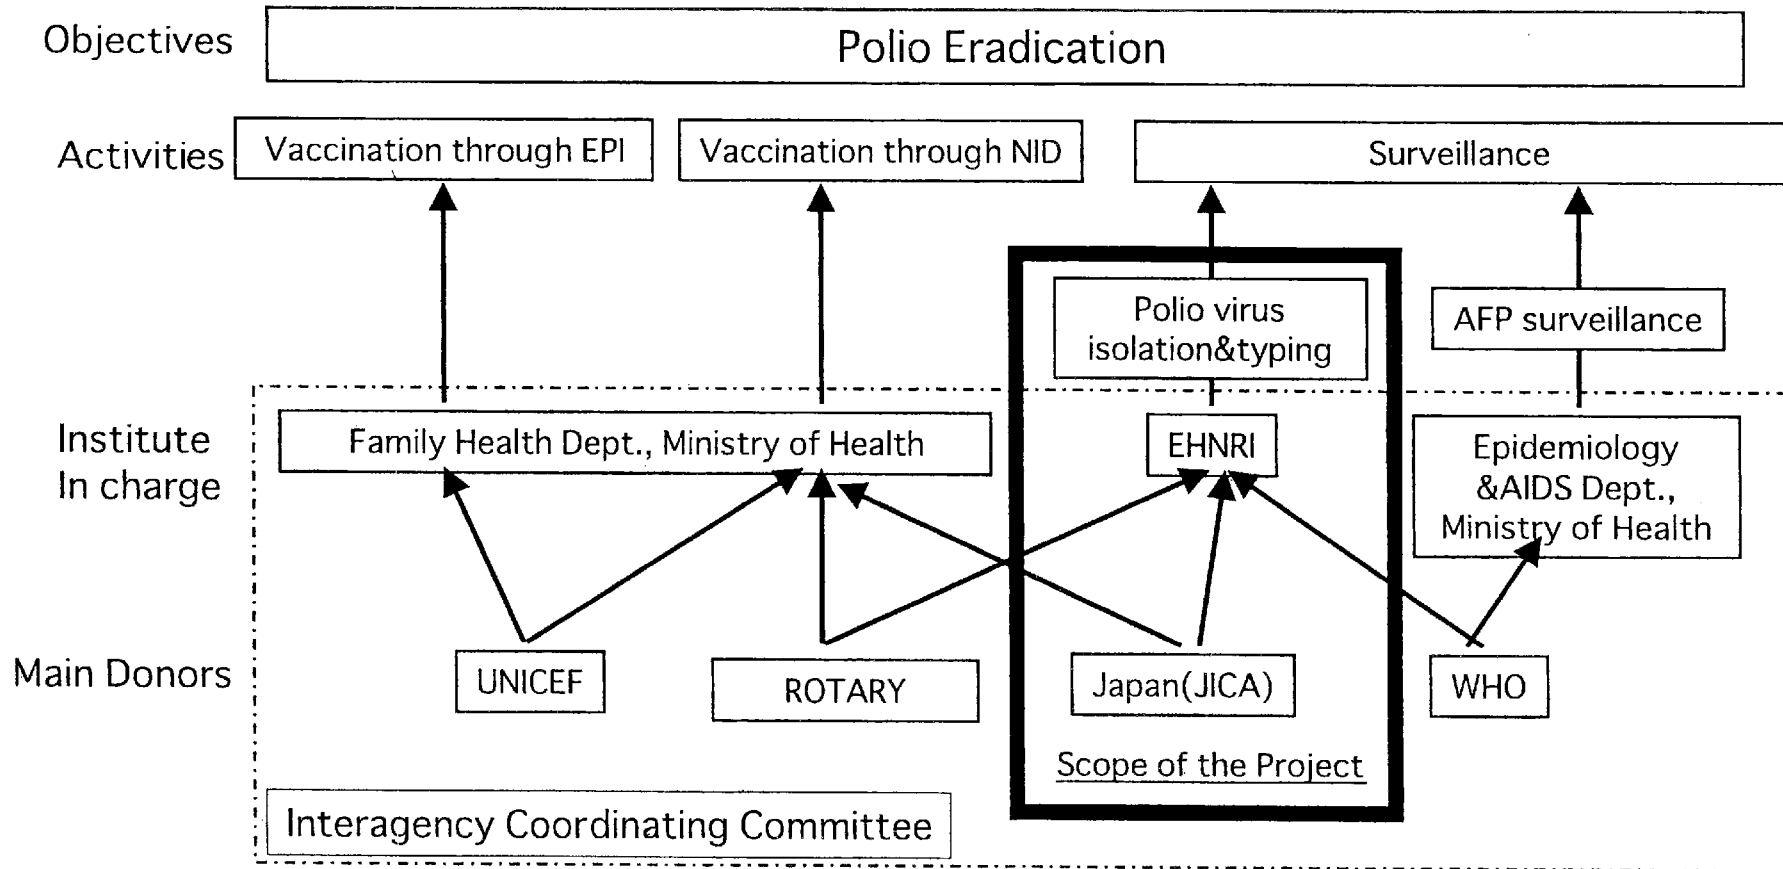 Objectives
Polio Eradication
Activities
Vaccination through EPI
Vaccination through NID
Surveillance
Polio virus
isolation&typing
AFP surveillance
Institute
In charge
Family Health Dept., Ministry of Health
EHNRI
Epidemiology
&AIDS Dept.,
Ministry of Health
Main Donors
UNICEF
ROTARY
Japan(JICA)
WHO
Scope of the Project
Interagency Coordinating Committee